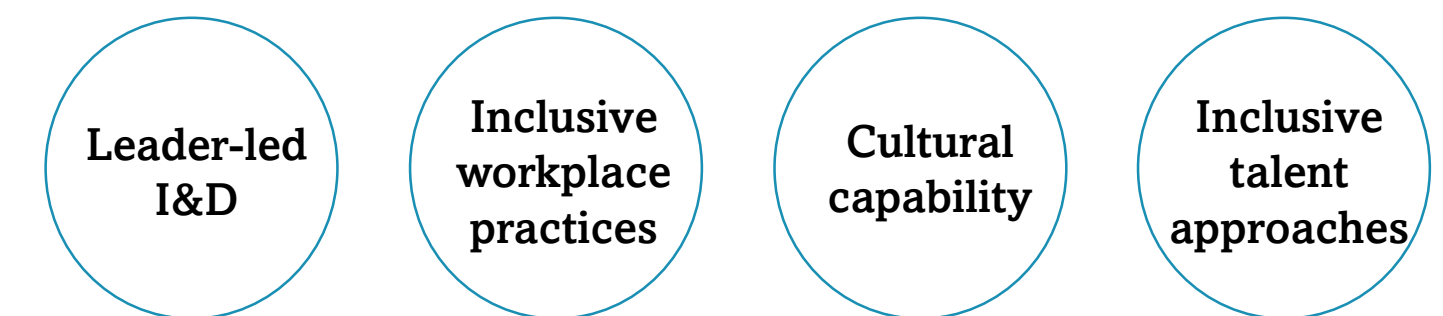 Leader-led
I&D
Inclusive
workplace
practices
Cultural
capability
Inclusive
talent
approaches